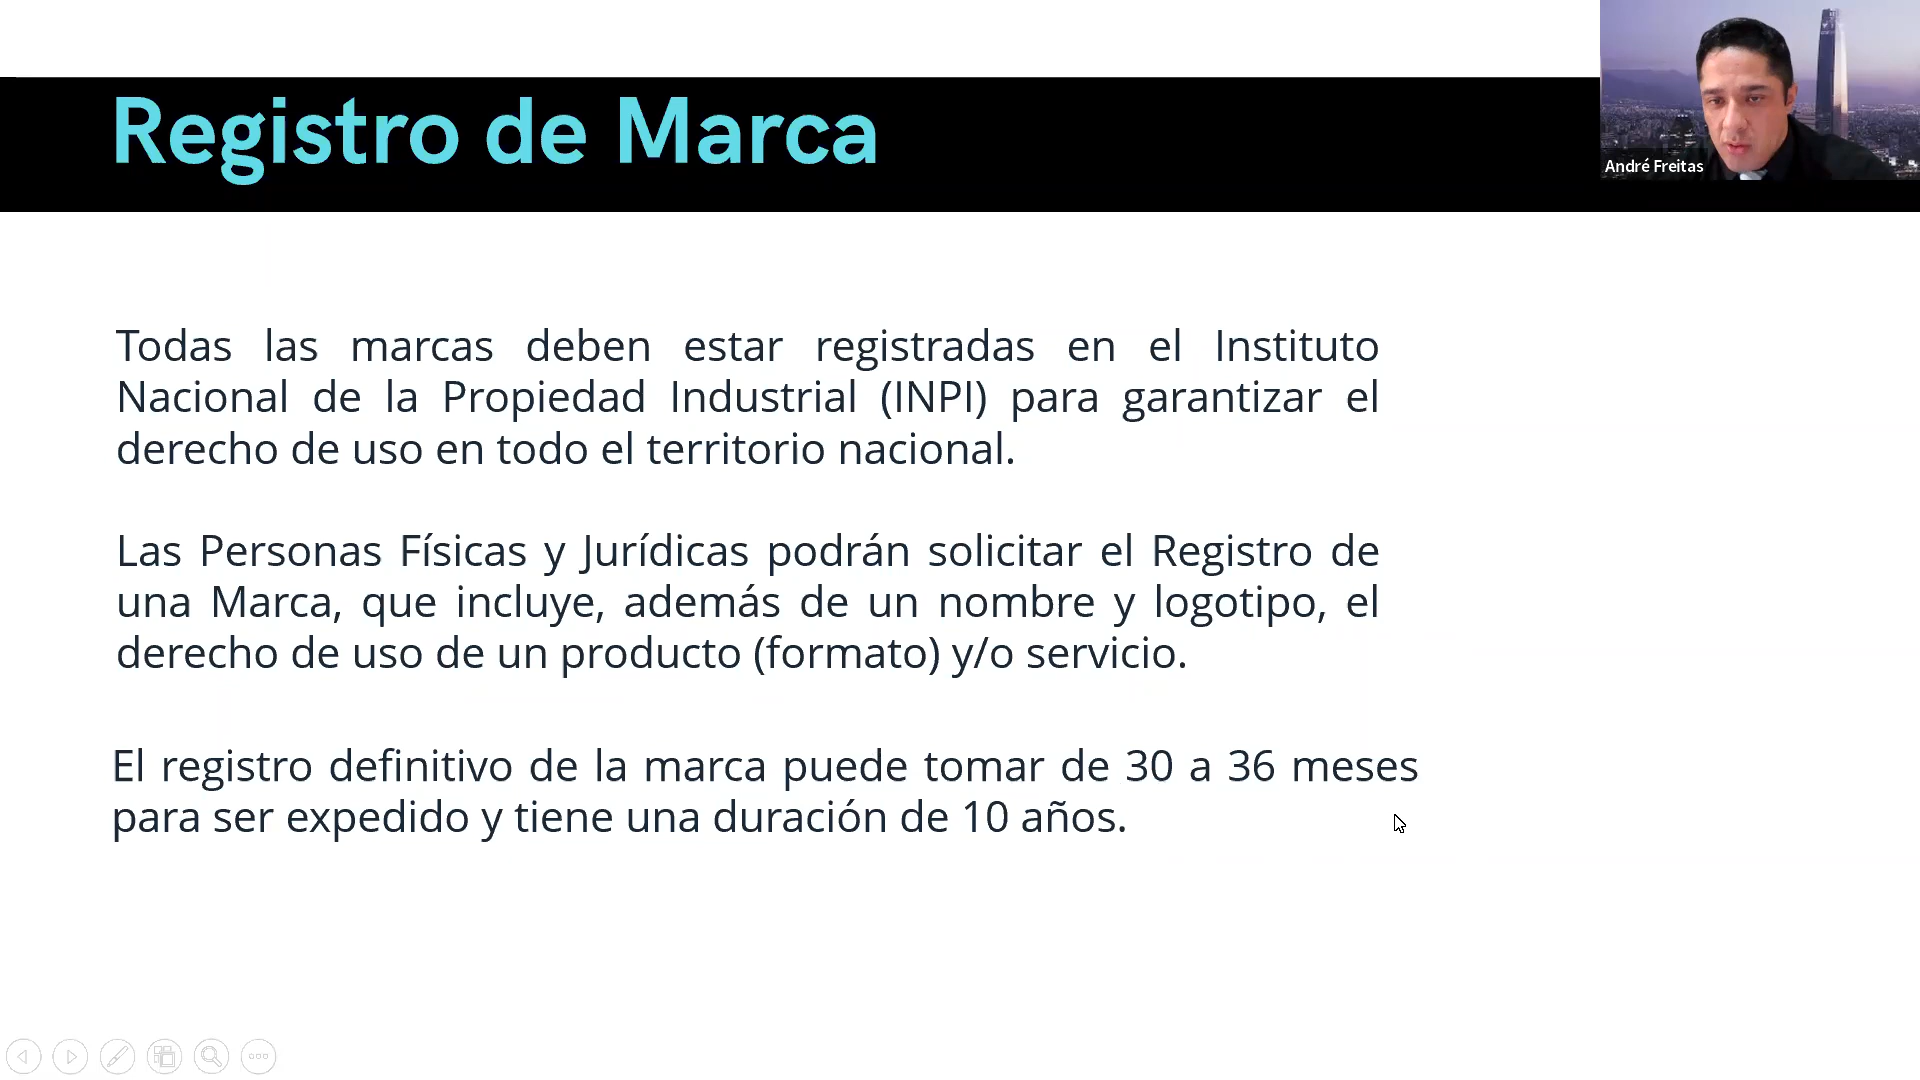 Registro de Marca
André Freitas
Todas las marcas deben estar registradas en el Instituto
Nacional de la Propiedad Industrial (INPI) para garantizar el
derecho de uso en todo el territorio nacional.
Las Personas Físicas y Jurídicas podrán solicitar el Registro de
una Marca, que incluye, además de un nombre y logotipo, el
derecho de uso de un producto (formato) y/o servicio.
El registro definitivo de la marca puede tomar de 30 a 36 meses
para ser expedido y tiene una duración de 10 años.